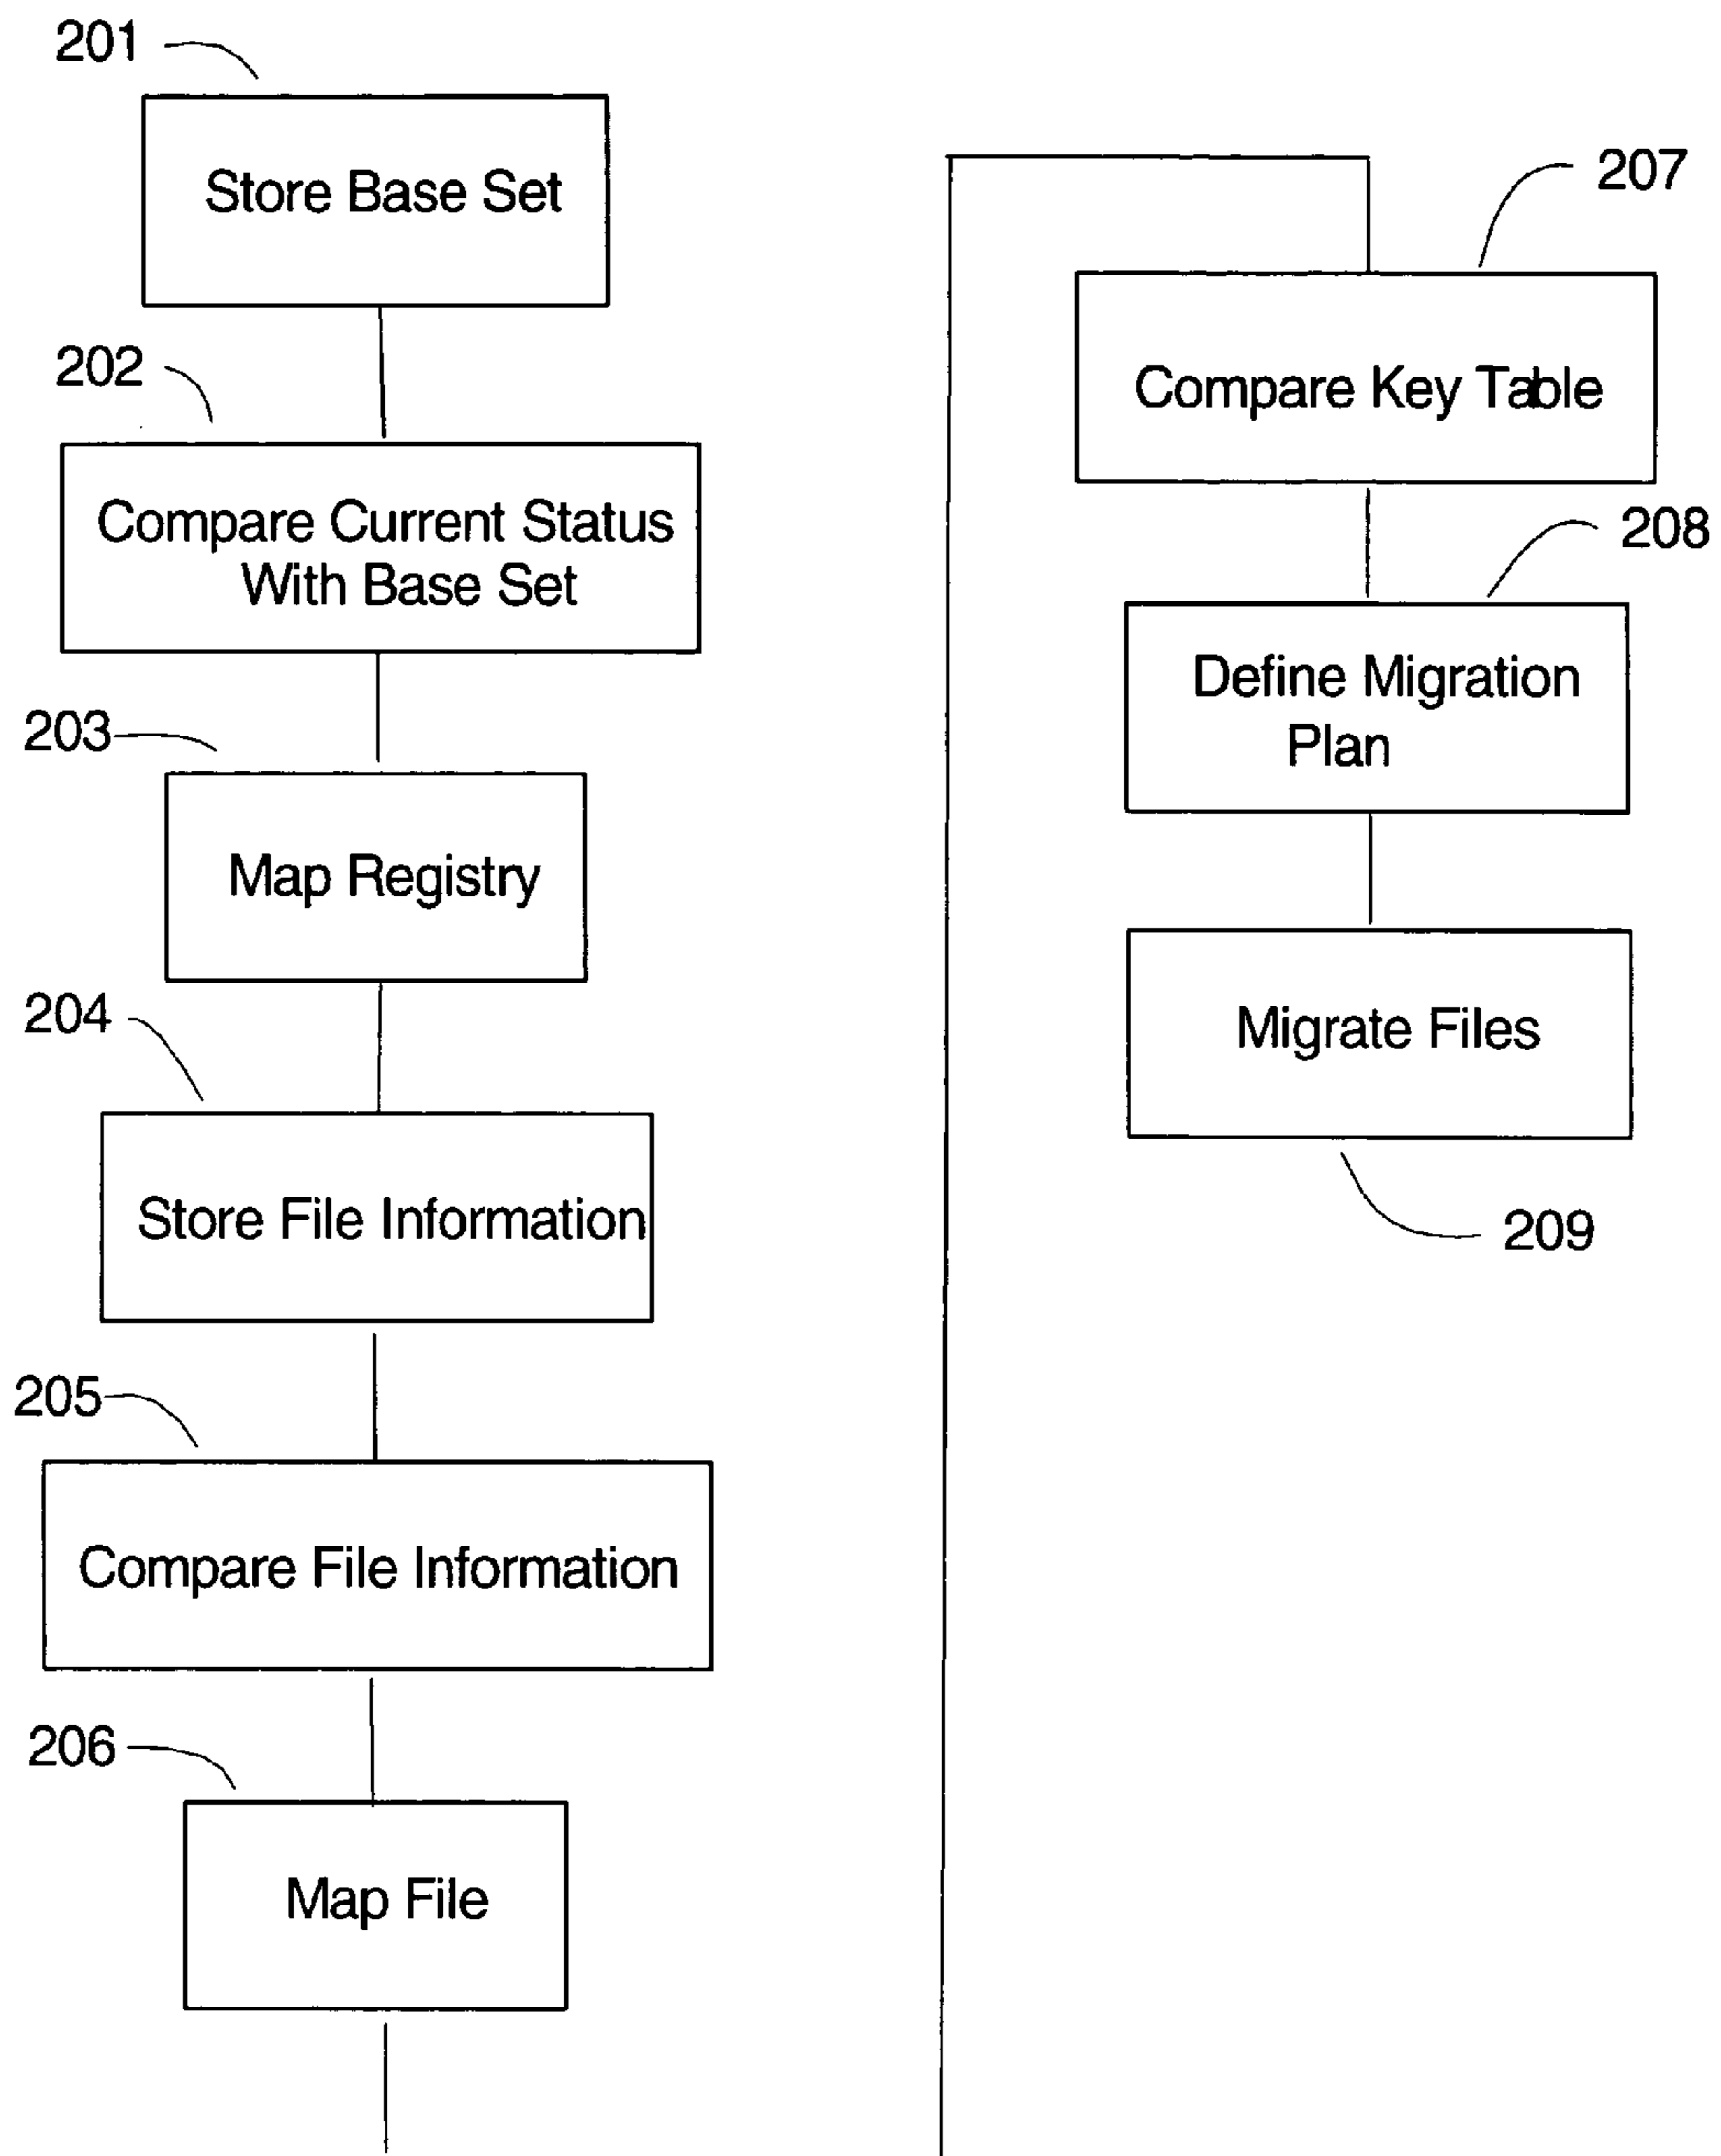 201
Store Base Set
202
Compare Current Status
With Base Set
203
Map Registry
204
Store File Information
205
Compare File Information
206
Map File
207
Compare Key Table
208
Define Migration
Plan
Migrate Files
209